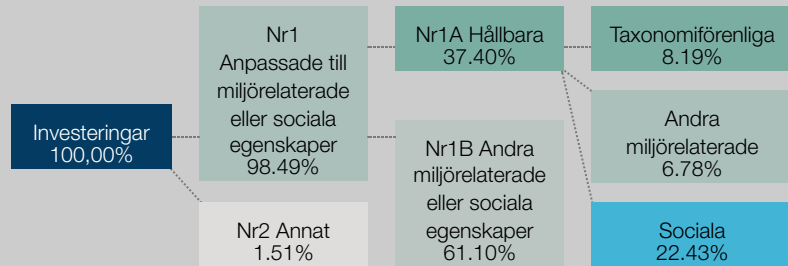 Investeringar
100,00%
Nr1
Anpassade till
miljörelaterade
eller sociala
egenskaper
98.49%
Nr2 Annat
1.51%
Nr1A Hållbara
37.40%
Nr1B Andra
miljörelaterade
eller sociala
egenskaper
61.10%
Taxonomiförenliga
8.19%
Andra
miljörelaterade
6.78%
Sociala
22.43%